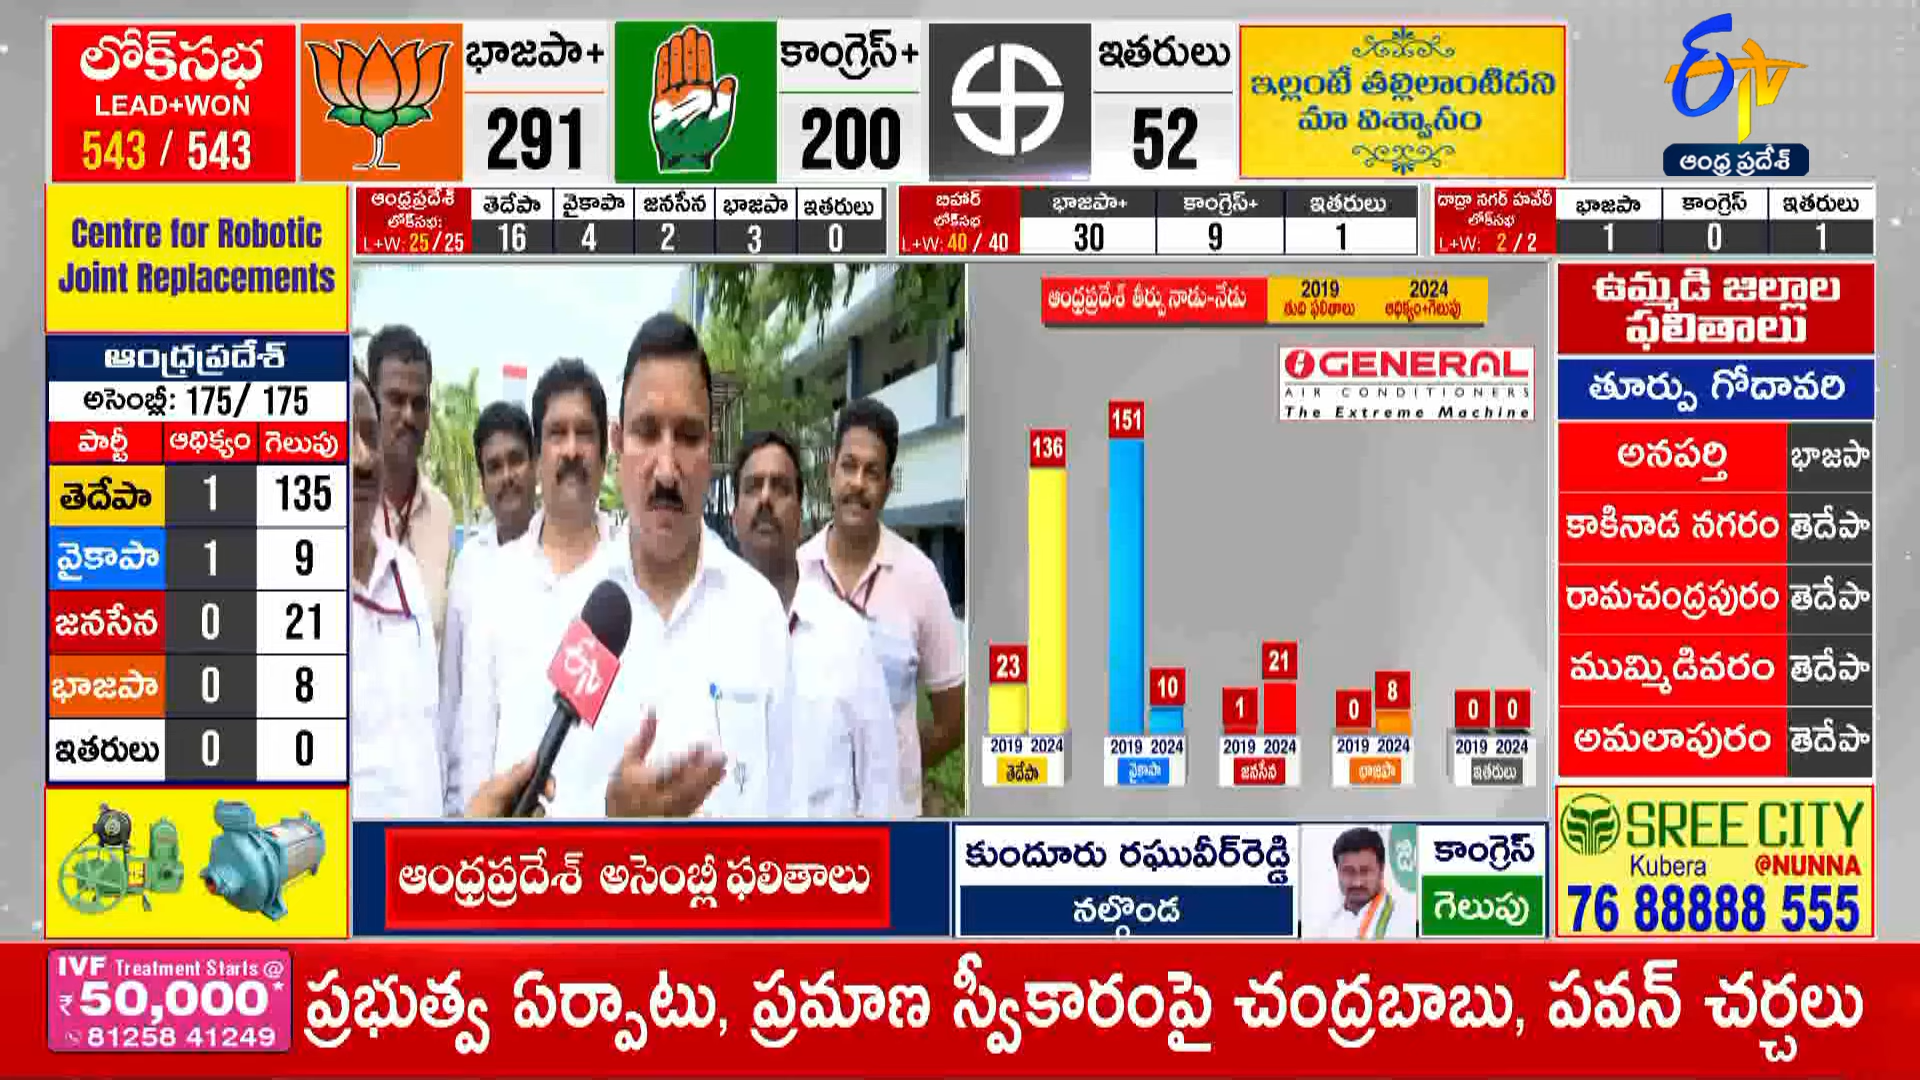 లోక్‌సభ
LEAD+WON
543 / 543
భాజపా+
291
కాంగ్రెస్+
200
ఇతరులు
52
ఇల్లంటే తల్లిలాంటిదని
మా విశ్వాసం
ETV
ఆంధ్ర ప్రదేశ్
Centre for Robotic
Joint Replacements
ఆంధ్రప్రదేశ్
లోక్‌సభ:
L+W: 25/25
తెదేపా వైకాపా జనసేన భాజపా ఇతరులు
16 4 2 3 0
బిహార్
లోక్‌సభ
L+W: 40 / 40
భాజపా+ కాంగ్రెస్+ ఇతరులు
30 9 1
దాద్రా నగర్ హవేలీ
లోక్‌సభ
L+W: 2 / 2
భాజపా కాంగ్రెస్ ఇతరులు
1 0 1
ఆంధ్రప్రదేశ్
అసెంబ్లీ: 175/ 175
పార్టీ ఆధిక్యం గెలుపు
తెదేపా 1 135
వైకాపా 1 9
జనసేన 0 21
భాజపా 0 8
ఇతరులు 0 0
ఆంధ్రప్రదేశ్ తీర్పు నాడు-నేడు
2019
తుది ఫలితాలు
2024
ఆధిక్యం+గెలుపు
GENERAL
AIR CONDITIONERS
The Extreme Machine
23 136 151 10 1 21 0 8 0 0
2019 2024 2019 2024 2019 2024 2019 2024 2019 2024
తెదేపా వైకాపా జనసేన భాజపా ఇతరులు
ఉమ్మడి జిల్లాల
ఫలితాలు
తూర్పు గోదావరి
అనపర్తి భాజపా
కాకినాడ నగరం తెదేపా
రామచంద్రపురం తెదేపా
ముమ్మిడివరం తెదేపా
అమలాపురం తెదేపా
ఆంధ్రప్రదేశ్ అసెంబ్లీ ఫలితాలు
కుందూరు రఘువీర్‌రెడ్డి
నల్గొండ
కాంగ్రెస్
గెలుపు
SREE CITY
Kubera @NUNNA
76 88888 555
IVF Treatment Starts @
₹50,000*
81258 41249
ప్రభుత్వ ఏర్పాటు, ప్రమాణ స్వీకారంపై చంద్రబాబు, పవన్ చర్చలు